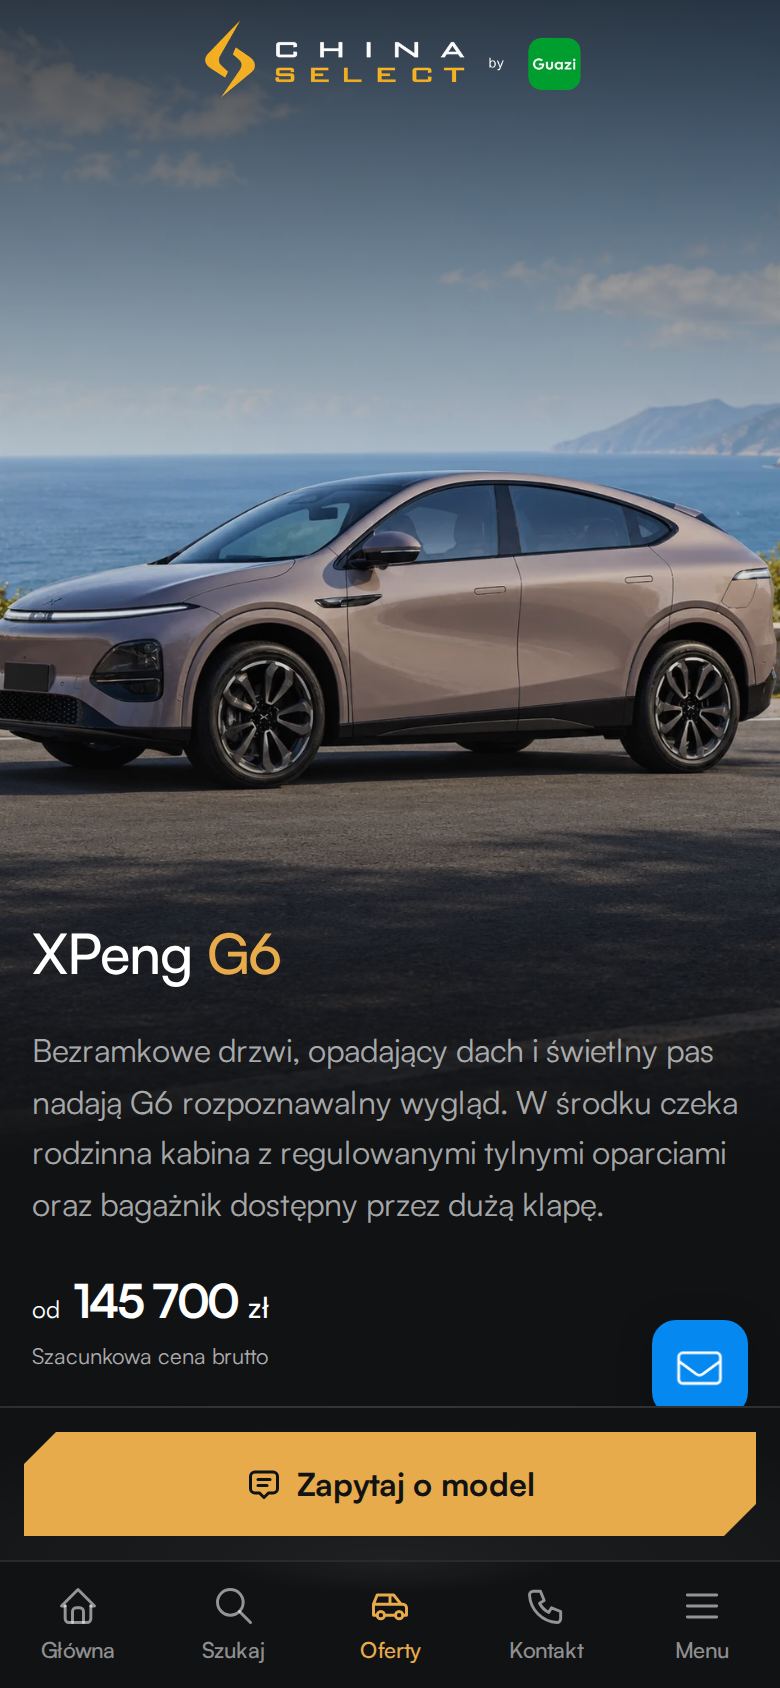 CHINA
SELECT
by
Guazi
XPeng G6
Bezramkowe drzwi, opadający dach i świetlny pas
nadają G6 rozpoznawalny wygląd. W środku czeka
rodzinna kabina z regulowanymi tylnymi oparciami
oraz bagażnik dostępny przez dużą klapę.
od 145 700 zł
Szacunkowa cena brutto
Zapytaj o model
Główna
Szukaj
Oferty
Kontakt
Menu